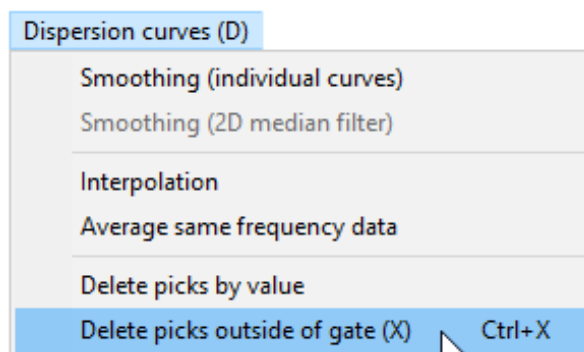 Dispersion curves (D)
Smoothing (individual curves)
Smoothing (2D median filter)
Interpolation
Average same frequency data
Delete picks by value
Delete picks outside of gate (X) Ctrl+X